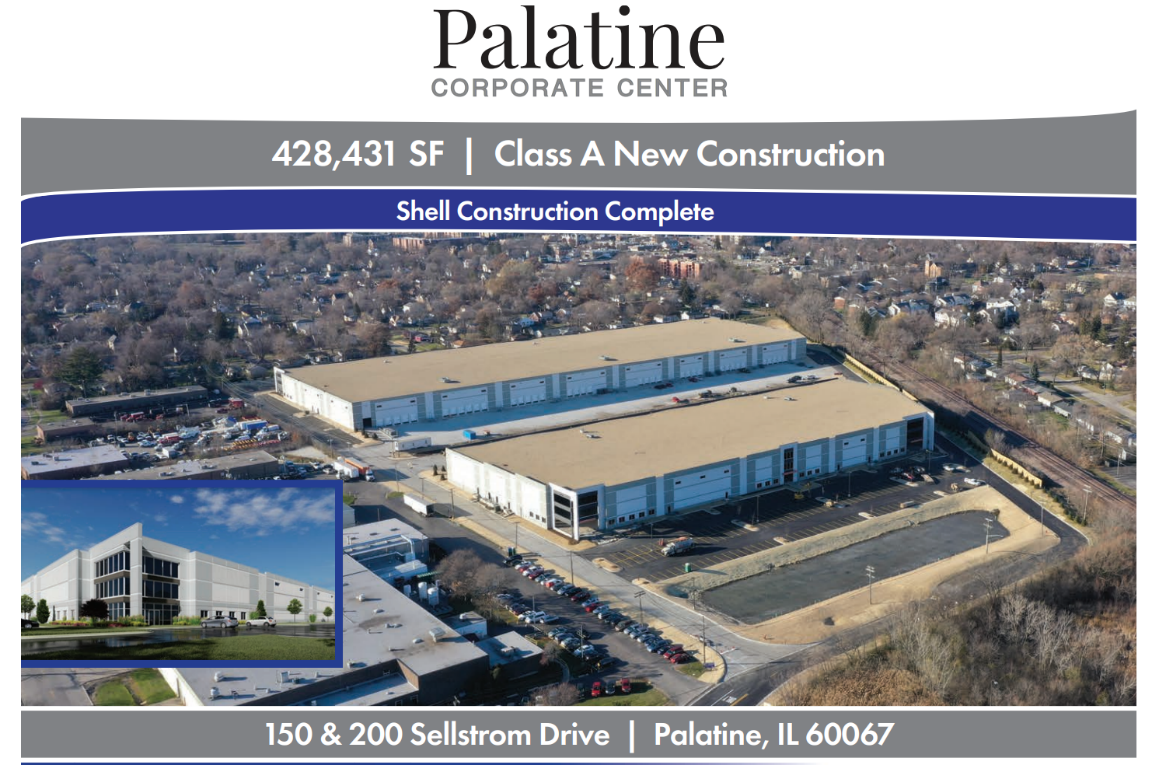 Palatine
CORPORATE CENTER
428,431 SF | Class A New Construction
Shell Construction Complete
150 & 200 Sellstrom Drive | Palatine, IL 60067